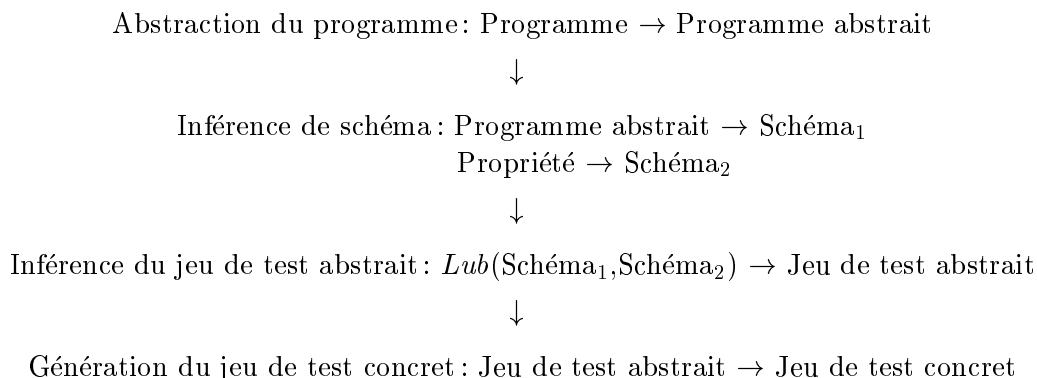 Abstraction du programme : Programme → Programme abstrait
↓
Inférence de schéma : Programme abstrait → Schéma₁
Propriété → Schéma₂
↓
Inférence du jeu de test abstrait : Lub(Schéma₁,Schéma₂) → Jeu de test abstrait
↓
Génération du jeu de test concret : Jeu de test abstrait → Jeu de test concret